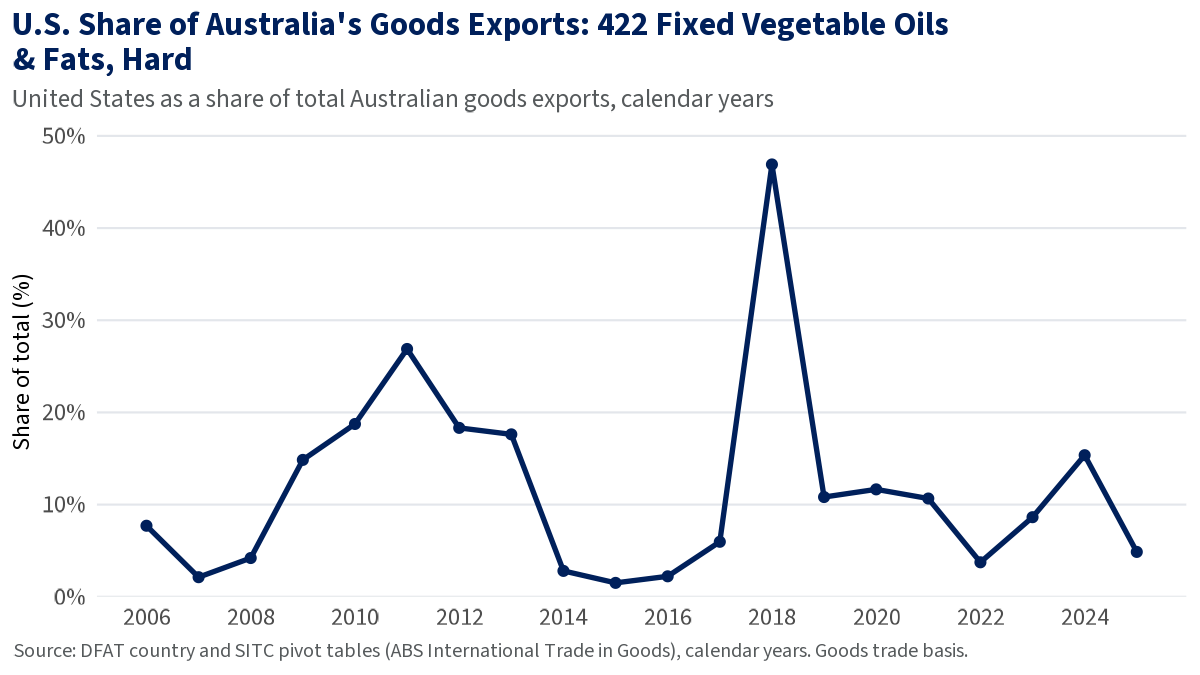 U.S. Share of Australia's Goods Exports: 422 Fixed Vegetable Oils
& Fats, Hard
United States as a share of total Australian goods exports, calendar years
Share of total (%)
50%
40%
30%
20%
10%
0%
2006 2008 2010 2012 2014 2016 2018 2020 2022 2024
Source: DFAT country and SITC pivot tables (ABS International Trade in Goods), calendar years. Goods trade basis.